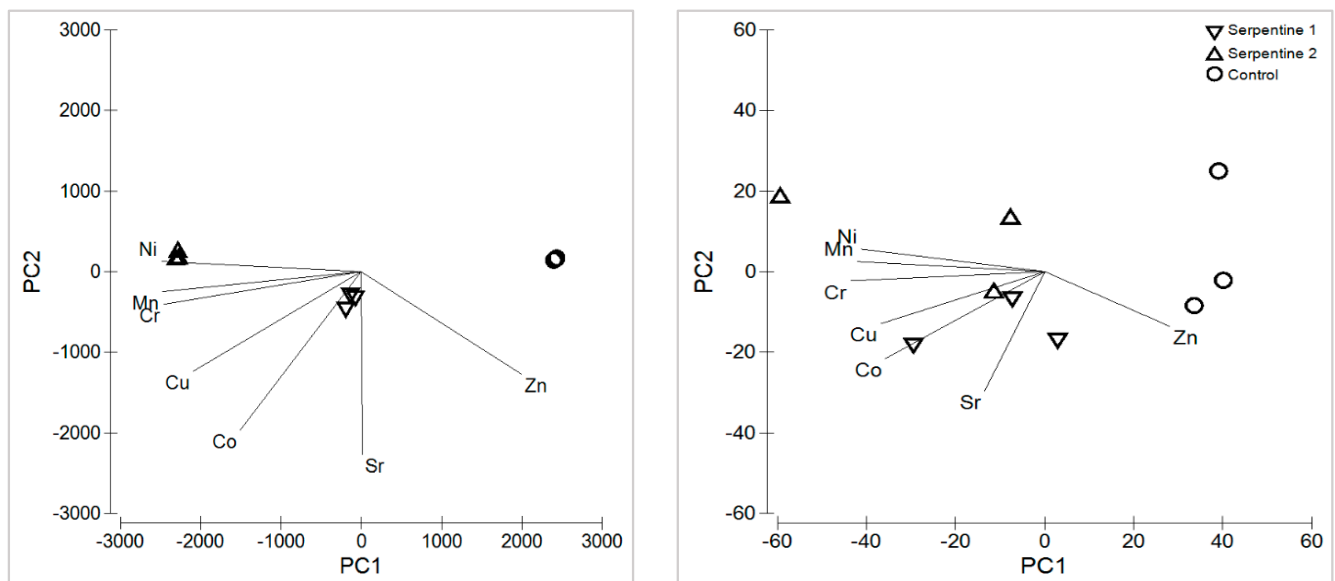 3000
2000
1000
0
-1000
-2000
-3000
PC2
Ni
Mn
Cr
Cu
Co
Sr
Zn
-3000 -2000 -1000 0 1000 2000 3000
PC1
Serpentine 1
Serpentine 2
Control
60
40
20
0
-20
-40
-60
PC2
Ni
Mn
Cr
Cu
Co
Sr
Zn
-60 -40 -20 0 20 40 60
PC1